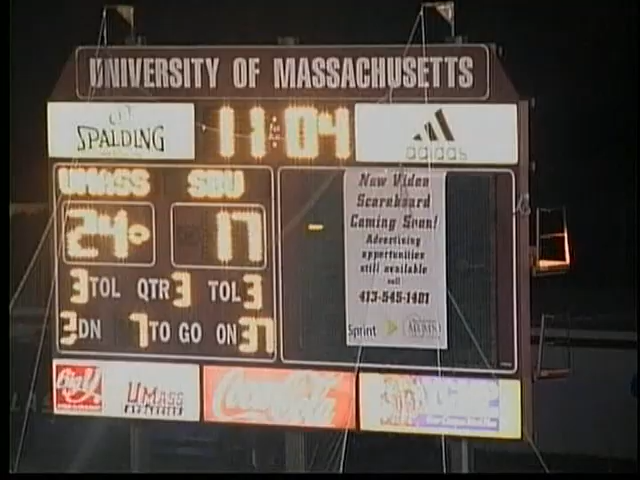 UNIVERSITY OF MASSACHUSETTS
SPALDING
11:04
adidas
UMASS SBU
24 17
3 TOL QTR 3 TOL 3
3 DN 7 TO GO ON 37
New Video
Scoreboard
Coming Soon!
Advertising
opportunities
still available
call
413-545-1401
Sprint
Big Y
UMASS
ATHLETICS
Coca-Cola